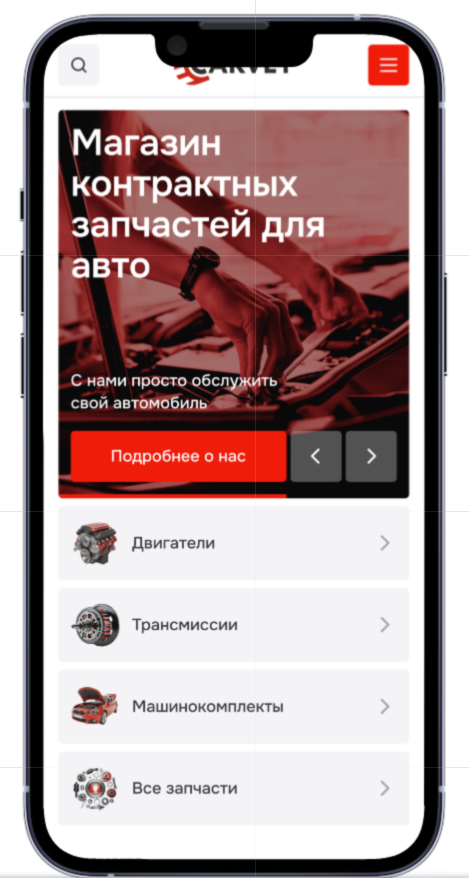 CARVET
Магазин
контрактных
запчастей для
авто
С нами просто обслужить
свой автомобиль
Подробнее о нас
Двигатели
Трансмиссии
Машинокомплекты
Все запчасти